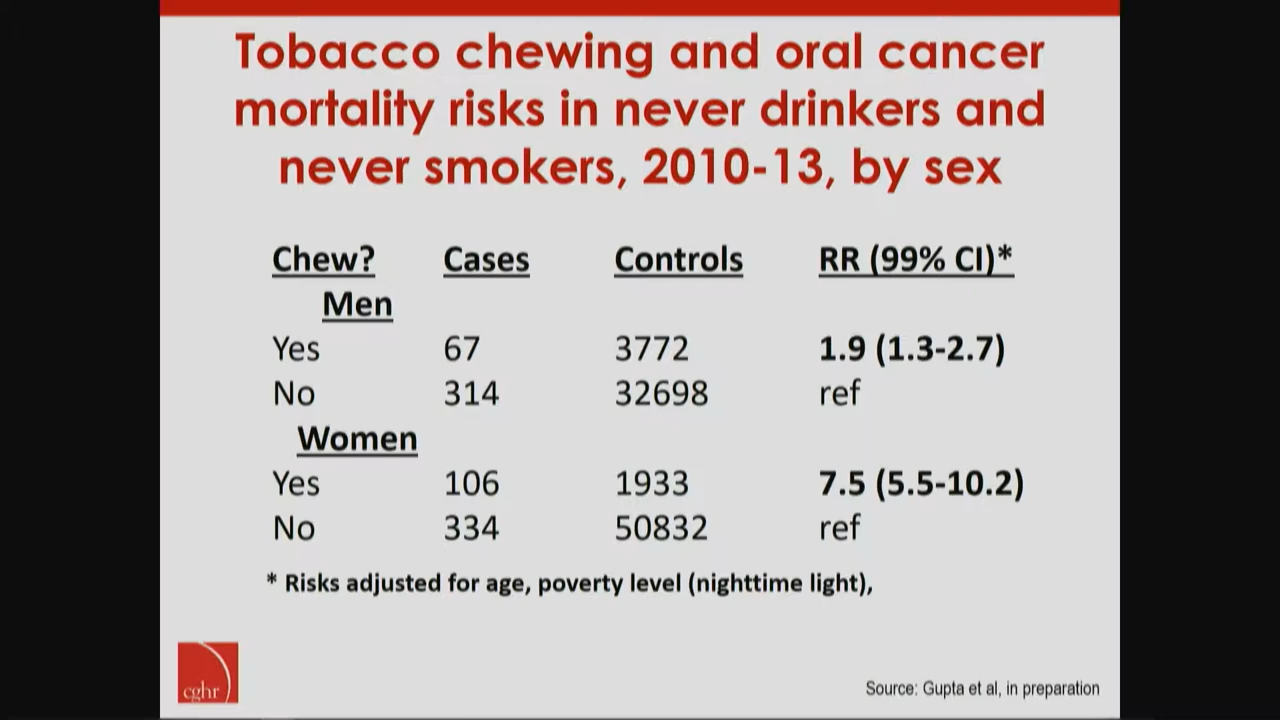 Tobacco chewing and oral cancer
mortality risks in never drinkers and
never smokers, 2010-13, by sex
Chew? Cases Controls RR (99% CI)*
Men
Yes 67 3772 1.9 (1.3-2.7)
No 314 32698 ref
Women
Yes 106 1933 7.5 (5.5-10.2)
No 334 50832 ref
* Risks adjusted for age, poverty level (nighttime light),
cghr
Source: Gupta et al, in preparation